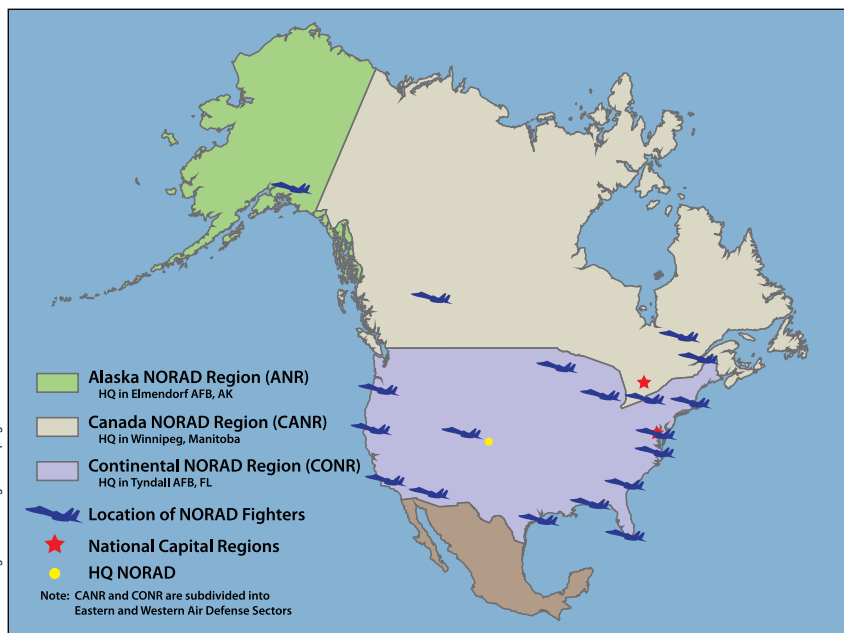 Alaska NORAD Region (ANR)
HQ in Elmendorf AFB, AK
Canada NORAD Region (CANR)
HQ in Winnipeg, Manitoba
Continental NORAD Region (CONR)
HQ in Tyndall AFB, FL
Location of NORAD Fighters
National Capital Regions
HQ NORAD
Note: CANR and CONR are subdivided into
Eastern and Western Air Defense Sectors